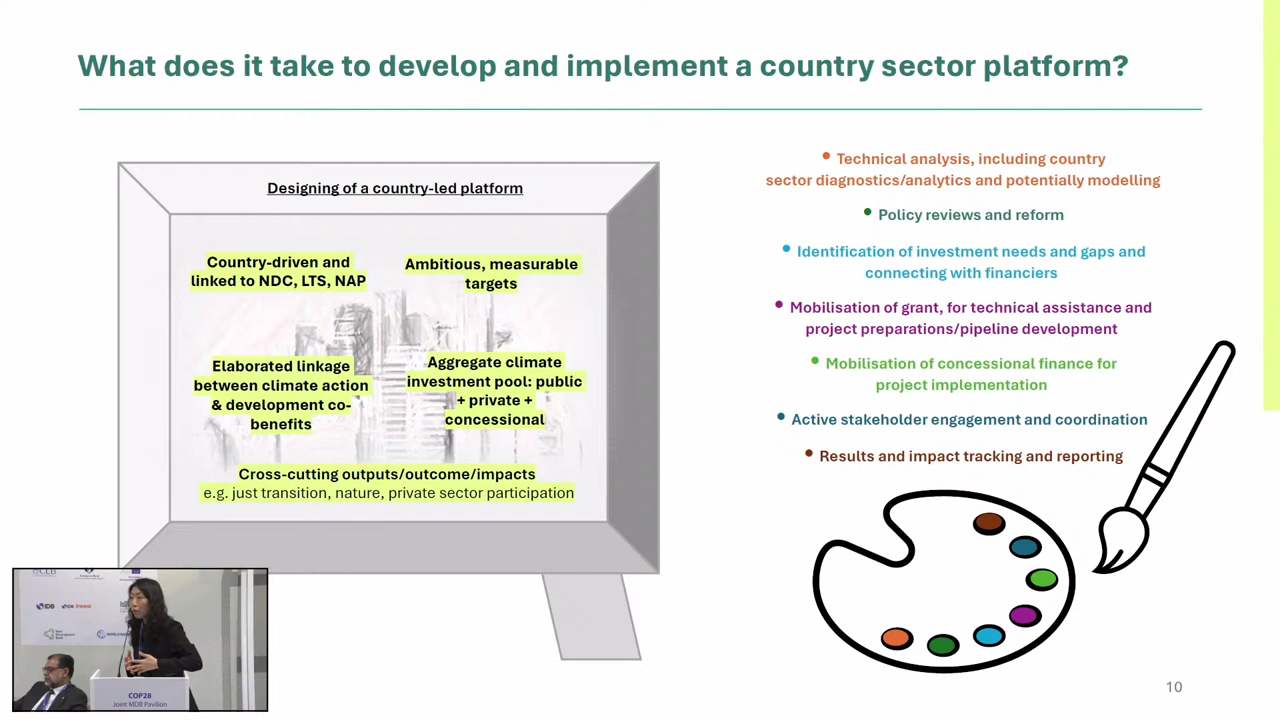 What does it take to develop and implement a country sector platform?
Designing of a country-led platform
Country-driven and
linked to NDC, LTS, NAP
Ambitious, measurable
targets
Elaborated linkage
between climate action
& development co-
benefits
Aggregate climate
investment pool: public
+ private +
concessional
Cross-cutting outputs/outcome/impacts
e.g. just transition, nature, private sector participation
• Technical analysis, including country
sector diagnostics/analytics and potentially modelling
• Policy reviews and reform
• Identification of investment needs and gaps and
connecting with financiers
• Mobilisation of grant, for technical assistance and
project preparations/pipeline development
• Mobilisation of concessional finance for
project implementation
• Active stakeholder engagement and coordination
• Results and impact tracking and reporting
CEB
IDB
IDB Invest
COP28
Joint MDB Pavilion
10